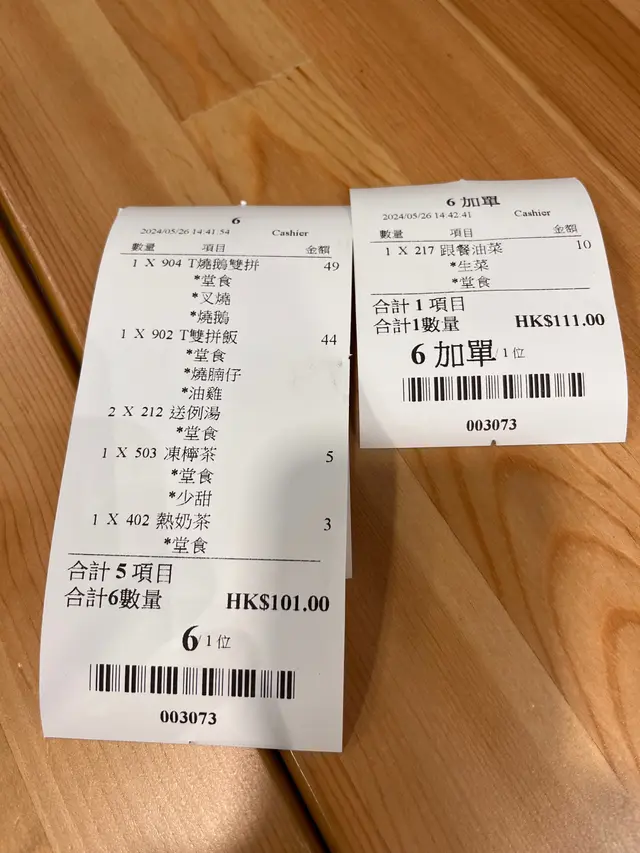 6
2024/05/26 14:41:54 Cashier
數量 項目 金額
1 X 904 T燒鵝雙拼 49
*堂食
*叉燒
*燒鵝
1 X 902 T雙拼飯 44
*堂食
*燒腩仔
*油雞
2 X 212 送例湯
*堂食
1 X 503 凍檸茶 5
*堂食
*少甜
1 X 402 熱奶茶 3
*堂食
合計 5 項目
合計6數量 HK$101.00
6/1位
003073
6 加單
2024/05/26 14:42:41 Cashier
數量 項目 金額
1 X 217 跟餐油菜 10
*生菜
*堂食
合計 1 項目
合計1數量 HK$111.00
6 加單/1位
003073